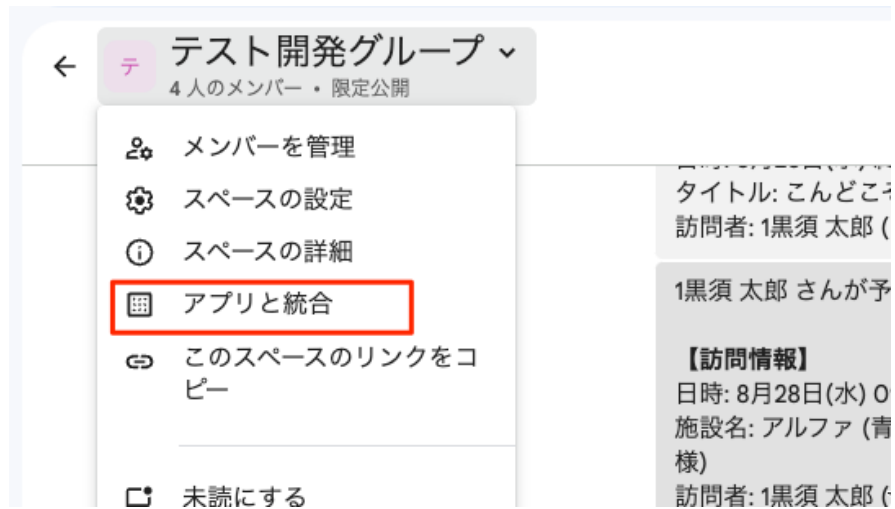 テ
テスト開発グループ
4 人のメンバー • 限定公開
メンバーを管理
スペースの設定
スペースの詳細
アプリと統合
このスペースのリンクをコ
ピー
未読にする
タイトル: こんどこそ
訪問者: 1黒須 太郎 (
1黒須 太郎 さんが予
【訪問情報】
日時: 8月28日(水) 0
施設名: アルファ (青
様)
訪問者: 1黒須 太郎 (